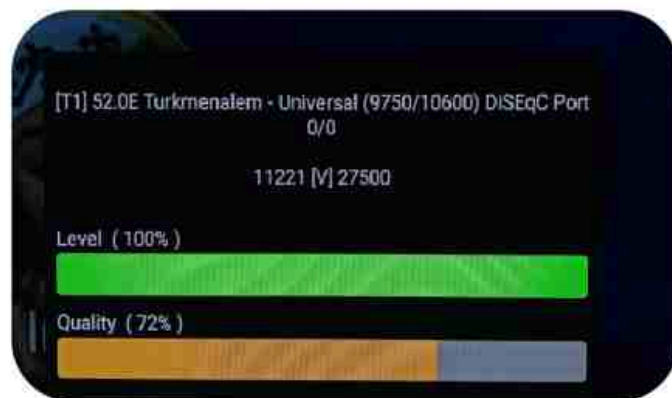 [T1] 52.0E Turkmenalem - Universal (9750/10600) DiSEqC Port
0/0
11221 [V] 27500
Level ( 100% )
Quality ( 72% )